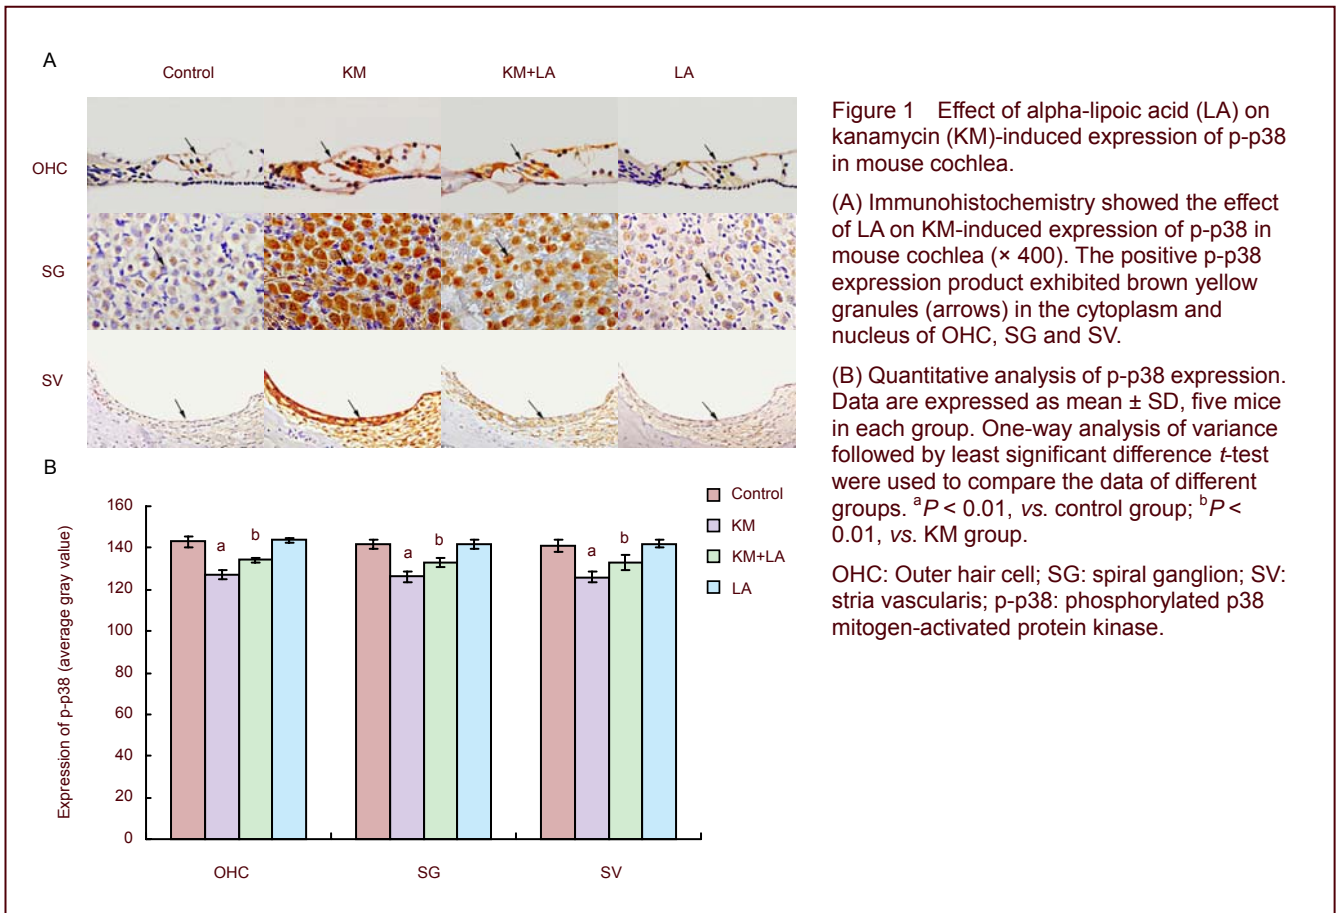 A
Control KM KM+LA LA
OHC
SG
SV
B
Expression of p-p38 (average gray value)
160
140
120
100
80
60
40
20
0
a b
a b
a b
OHC SG SV
Control
KM
KM+LA
LA
Figure 1 Effect of alpha-lipoic acid (LA) on
kanamycin (KM)-induced expression of p-p38
in mouse cochlea.
(A) Immunohistochemistry showed the effect
of LA on KM-induced expression of p-p38 in
mouse cochlea (× 400). The positive p-p38
expression product exhibited brown yellow
granules (arrows) in the cytoplasm and
nucleus of OHC, SG and SV.
(B) Quantitative analysis of p-p38 expression.
Data are expressed as mean ± SD, five mice
in each group. One-way analysis of variance
followed by least significant difference t-test
were used to compare the data of different
groups. ᵃP < 0.01, vs. control group; ᵇP <
0.01, vs. KM group.
OHC: Outer hair cell; SG: spiral ganglion; SV:
stria vascularis; p-p38: phosphorylated p38
mitogen-activated protein kinase.